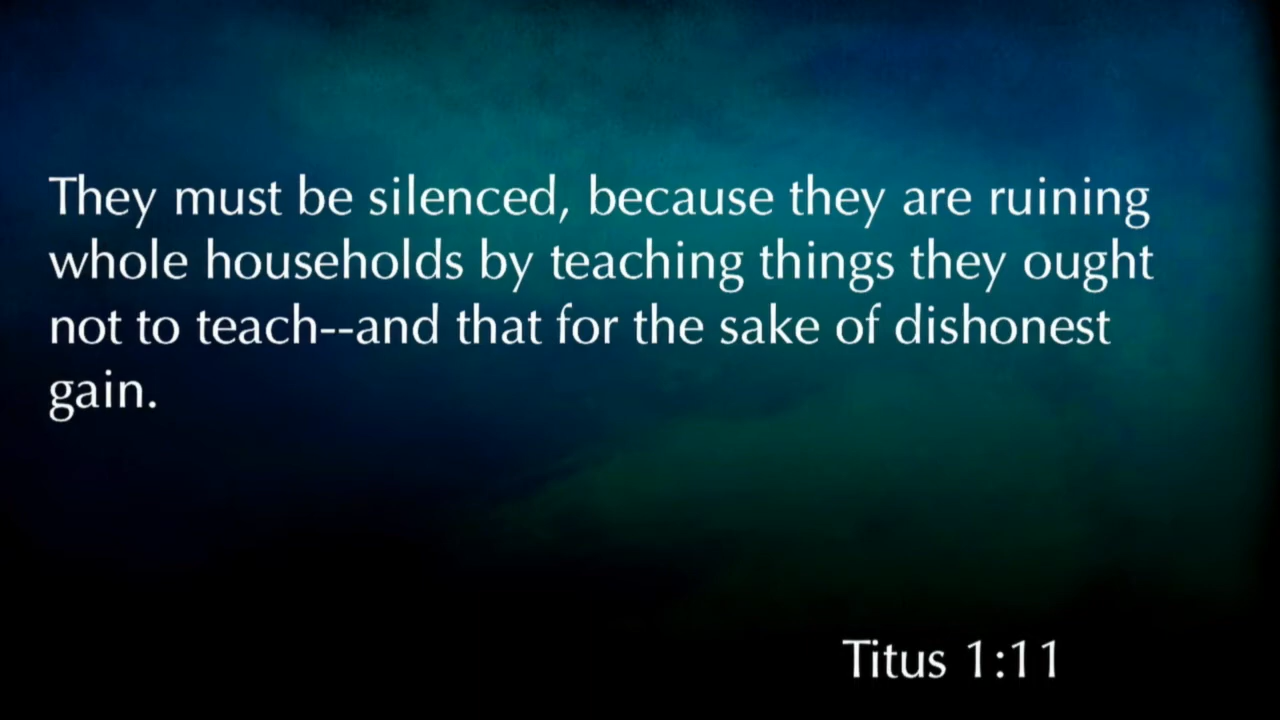 They must be silenced, because they are ruining
whole households by teaching things they ought
not to teach--and that for the sake of dishonest
gain.
Titus 1:11